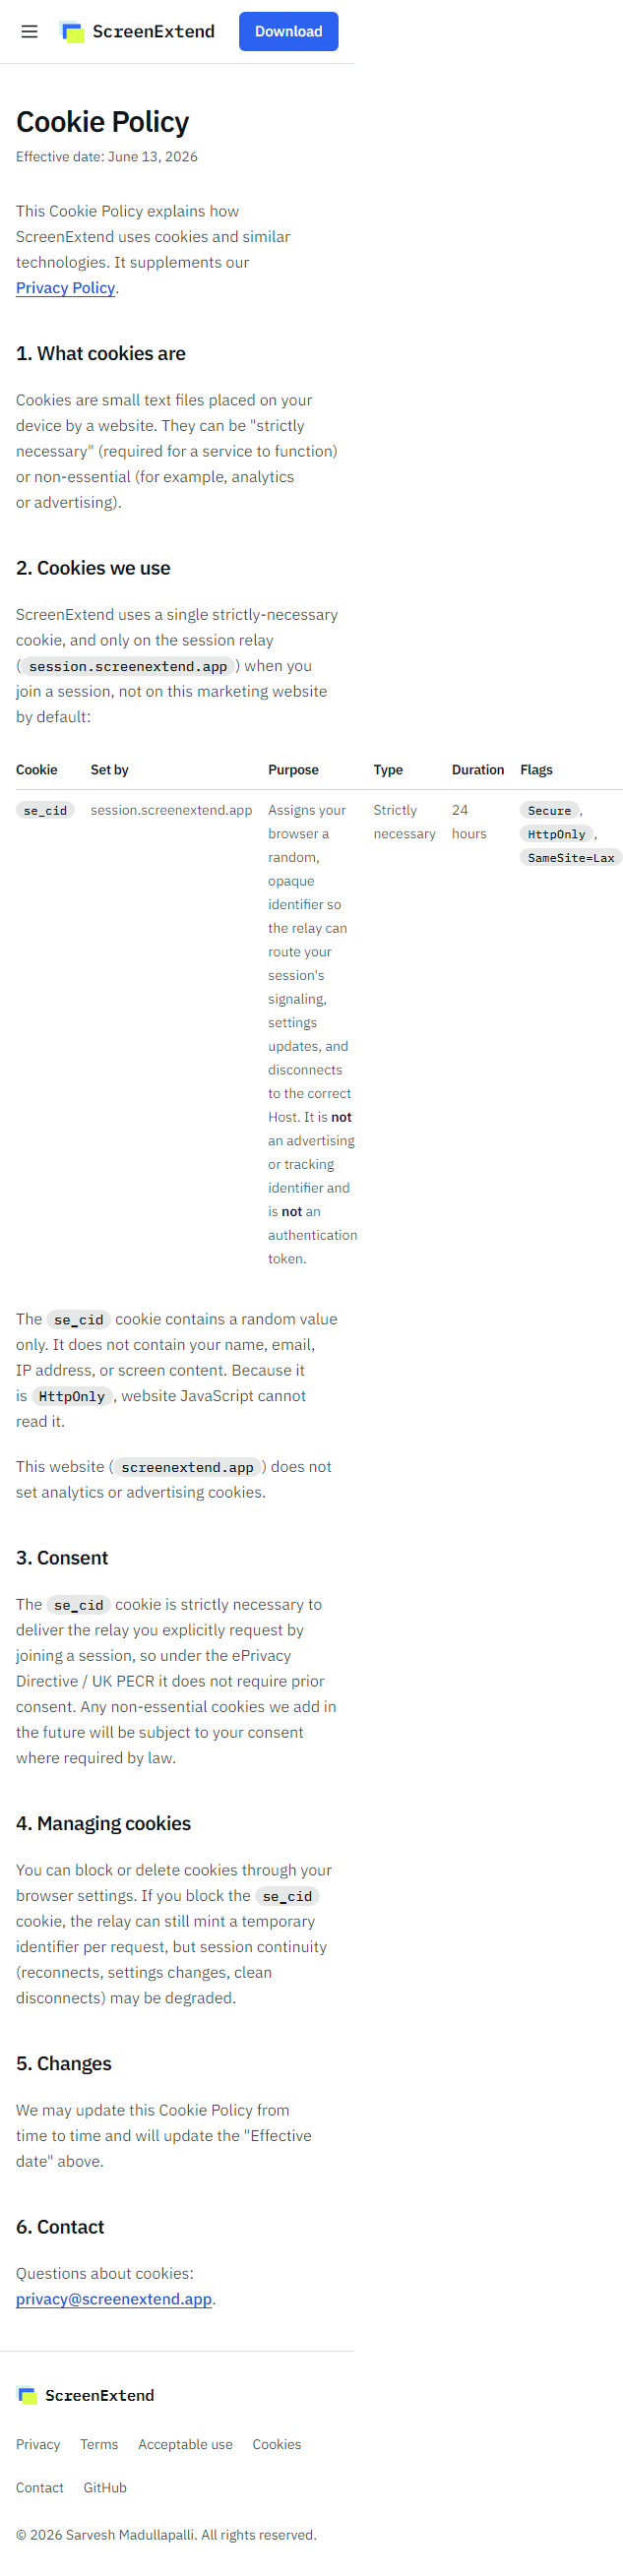 ScreenExtend
Download
Cookie Policy
Effective date: June 13, 2026
This Cookie Policy explains how
ScreenExtend uses cookies and similar
technologies. It supplements our
Privacy Policy.
1. What cookies are
Cookies are small text files placed on your
device by a website. They can be "strictly
necessary" (required for a service to function)
or non-essential (for example, analytics
or advertising).
2. Cookies we use
ScreenExtend uses a single strictly-necessary
cookie, and only on the session relay
(session.screenextend.app) when you
join a session, not on this marketing website
by default:
Cookie Set by Purpose Type Duration Flags
se_cid session.screenextend.app Assigns your Strictly 24 Secure,
browser a necessary hours HttpOnly,
random, SameSite=Lax
opaque
identifier so
the relay can
route your
session's
signaling,
settings
updates, and
disconnects
to the correct
Host. It is not
an advertising
or tracking
identifier and
is not an
authentication
token.
The se_cid cookie contains a random value
only. It does not contain your name, email,
IP address, or screen content. Because it
is HttpOnly, website JavaScript cannot
read it.
This website (screenextend.app) does not
set analytics or advertising cookies.
3. Consent
The se_cid cookie is strictly necessary to
deliver the relay you explicitly request by
joining a session, so under the ePrivacy
Directive / UK PECR it does not require prior
consent. Any non-essential cookies we add in
the future will be subject to your consent
where required by law.
4. Managing cookies
You can block or delete cookies through your
browser settings. If you block the se_cid
cookie, the relay can still mint a temporary
identifier per request, but session continuity
(reconnects, settings changes, clean
disconnects) may be degraded.
5. Changes
We may update this Cookie Policy from
time to time and will update the "Effective
date" above.
6. Contact
Questions about cookies:
privacy@screenextend.app.
ScreenExtend
Privacy Terms Acceptable use Cookies
Contact GitHub
© 2026 Sarvesh Madullapalli. All rights reserved.